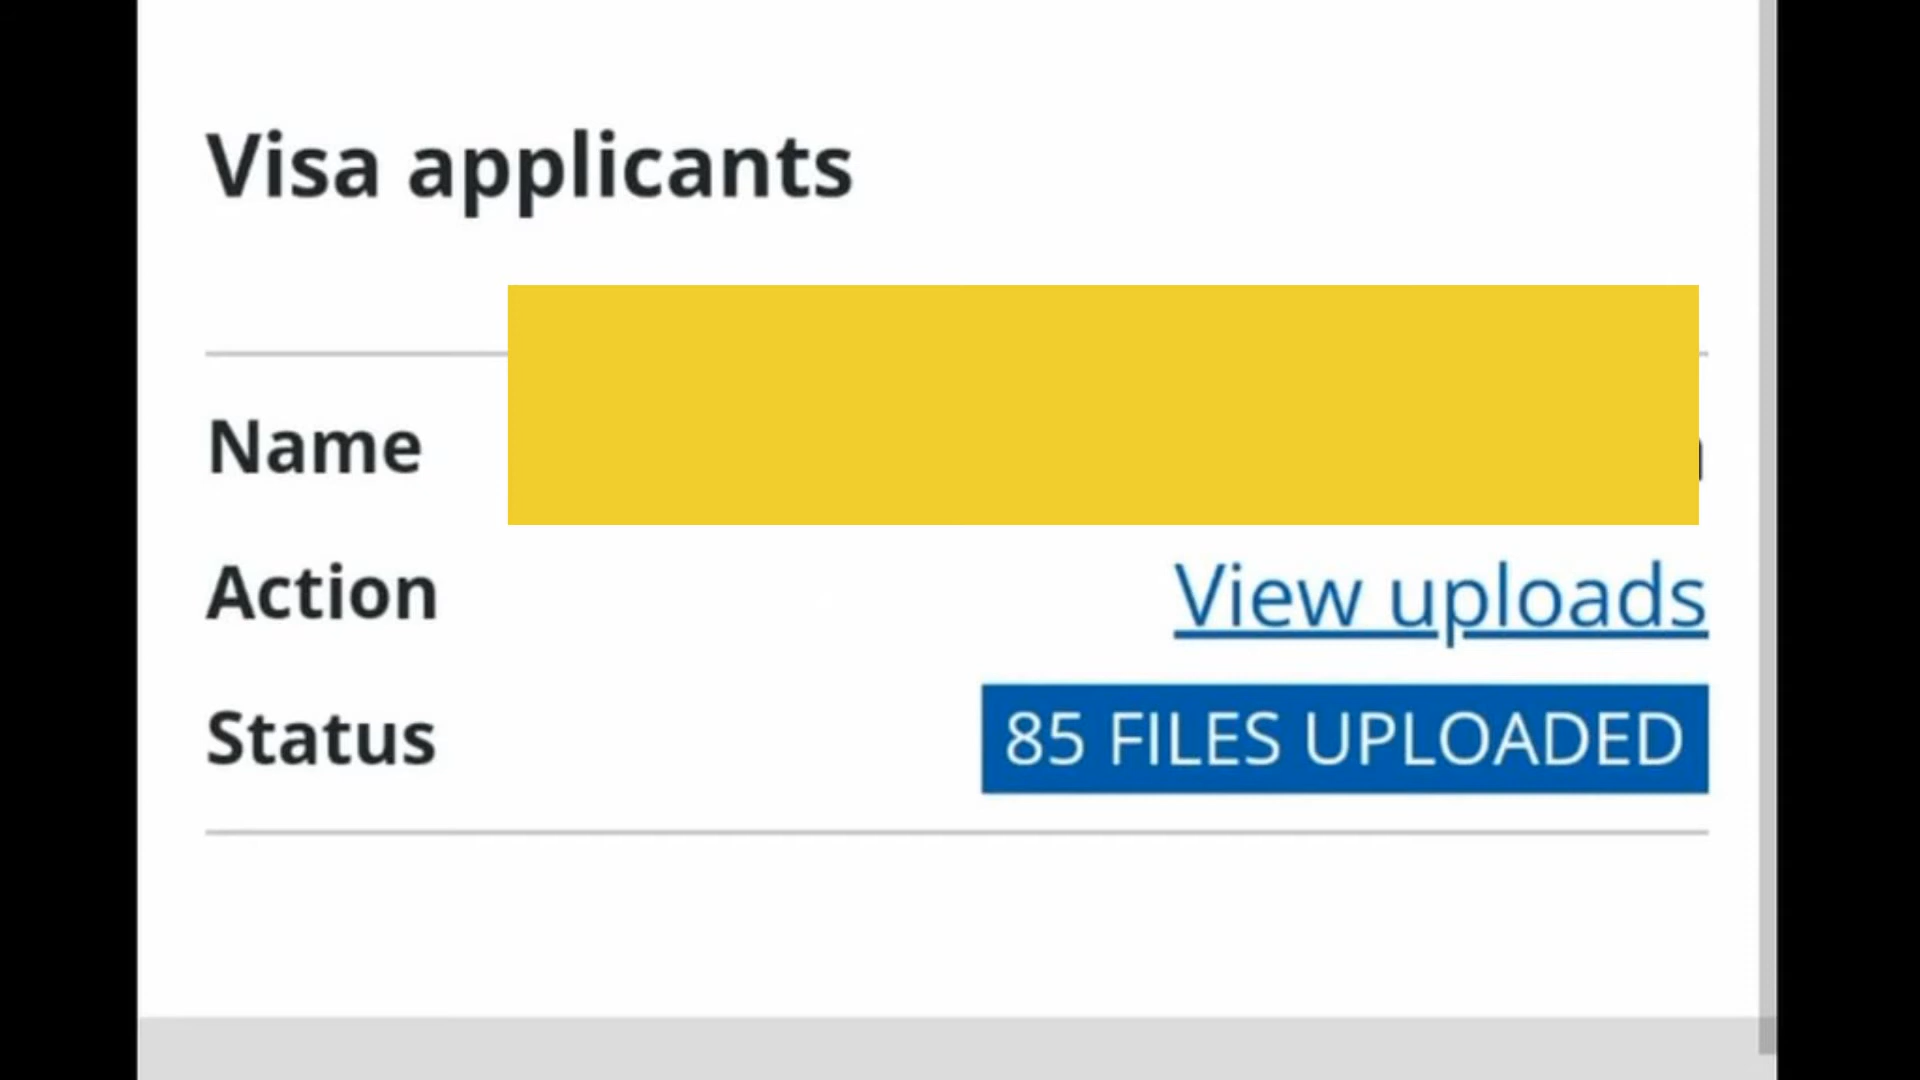 Visa applicants
Name
Action
View uploads
Status
85 FILES UPLOADED